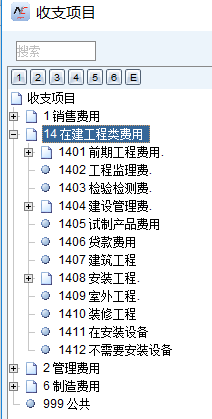 收支项目
搜索
1 2 3 4 5 6 E
收支项目
1 销售费用
14 在建工程类费用
1401 前期工程费用.
1402 工程监理费.
1403 检验检测费.
1404 建设管理费.
1405 试制产品费用
1406 贷款费用
1407 建筑工程
1408 安装工程.
1409 室外工程.
1410 装修工程
1411 在安装设备
1412 不需要安装设备
2 管理费用
6 制造费用
999 公共